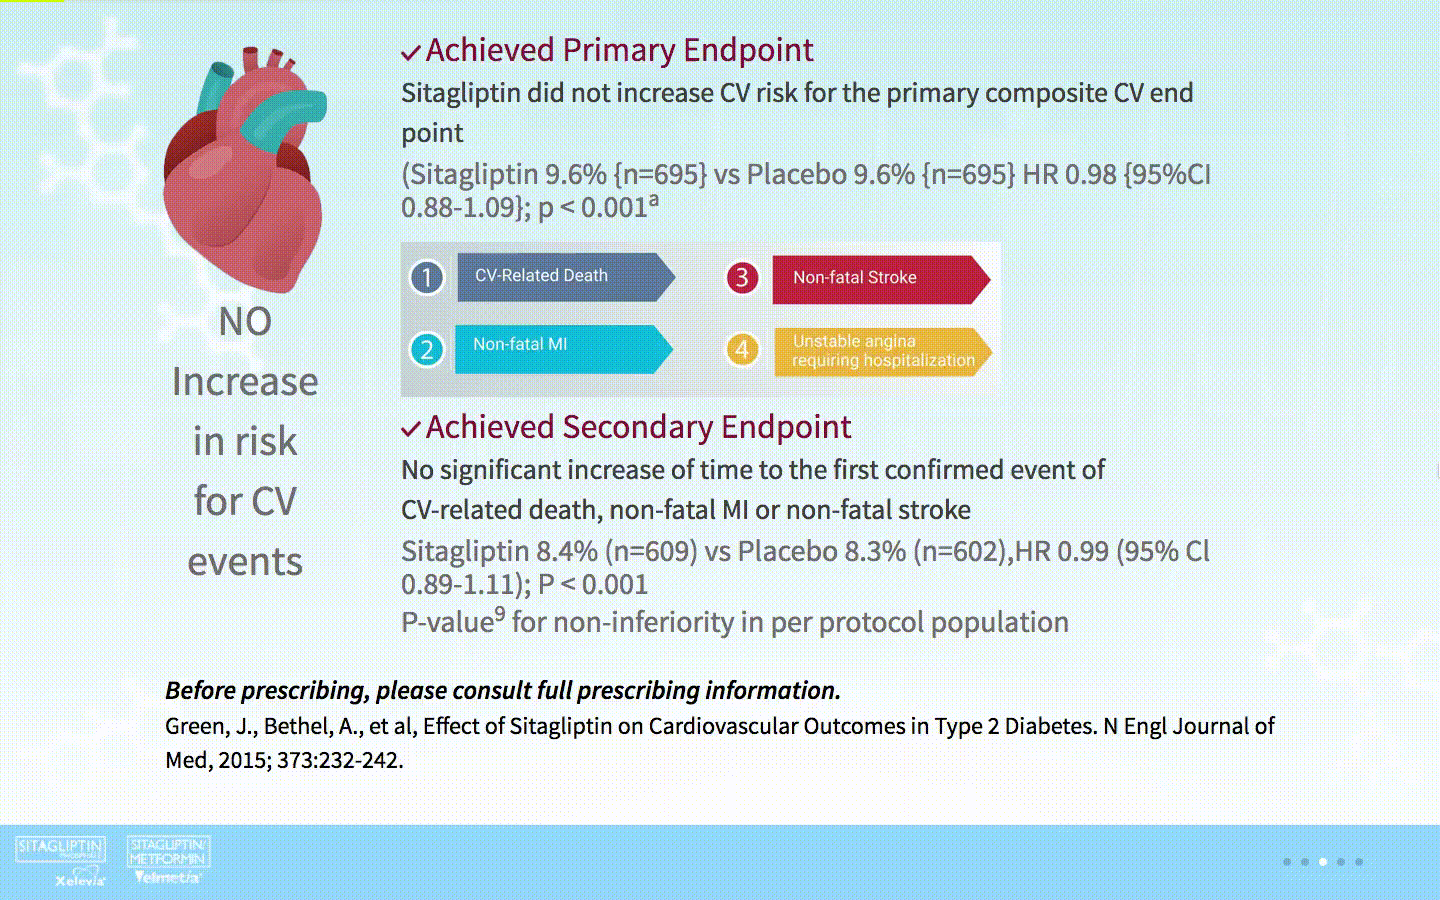 ✓Achieved Primary Endpoint
Sitagliptin did not increase CV risk for the primary composite CV end
point
(Sitagliptin 9.6% {n=695} vs Placebo 9.6% {n=695} HR 0.98 {95%CI
0.88-1.09}; p < 0.001a
1 CV-Related Death
3 Non-fatal Stroke
2 Non-fatal MI
4 Unstable angina
requiring hospitalization
NO
Increase
in risk
for CV
events
✓Achieved Secondary Endpoint
No significant increase of time to the first confirmed event of
CV-related death, non-fatal MI or non-fatal stroke
Sitagliptin 8.4% (n=609) vs Placebo 8.3% (n=602),HR 0.99 (95% Cl
0.89-1.11); P < 0.001
P-value9 for non-inferiority in per protocol population
Before prescribing, please consult full prescribing information.
Green, J., Bethel, A., et al, Effect of Sitagliptin on Cardiovascular Outcomes in Type 2 Diabetes. N Engl Journal of
Med, 2015; 373:232-242.
SITAGLIPTIN
Xelevia
SITAGLIPTIN/
METFORMIN
Velmetia